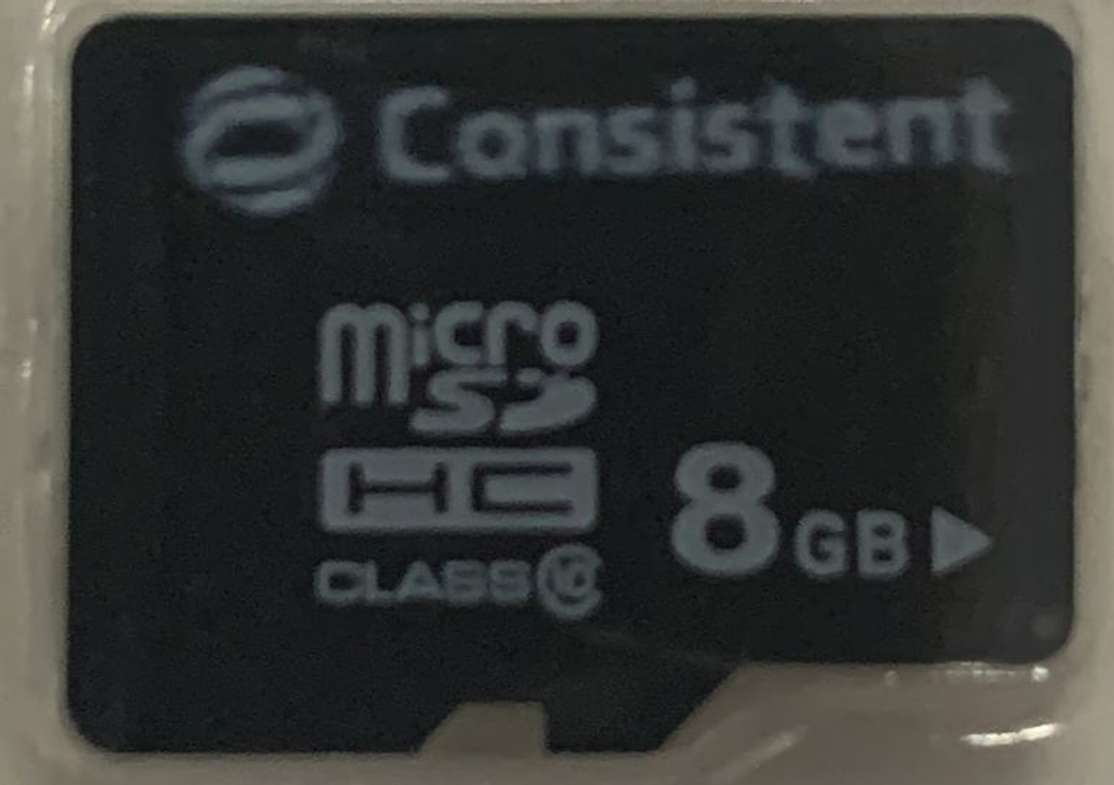 Consistent
micro
SD
HC
8 GB
CLASS 10